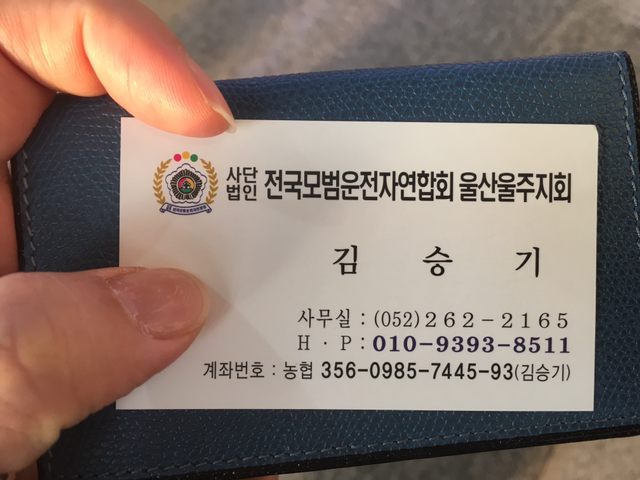 사단
법인 전국모범운전자연합회 울산울주지회
김 승 기
사무실 : (052) 262-2165
H · P : 010-9393-8511
계좌번호 : 농협 356-0985-7445-93(김승기)